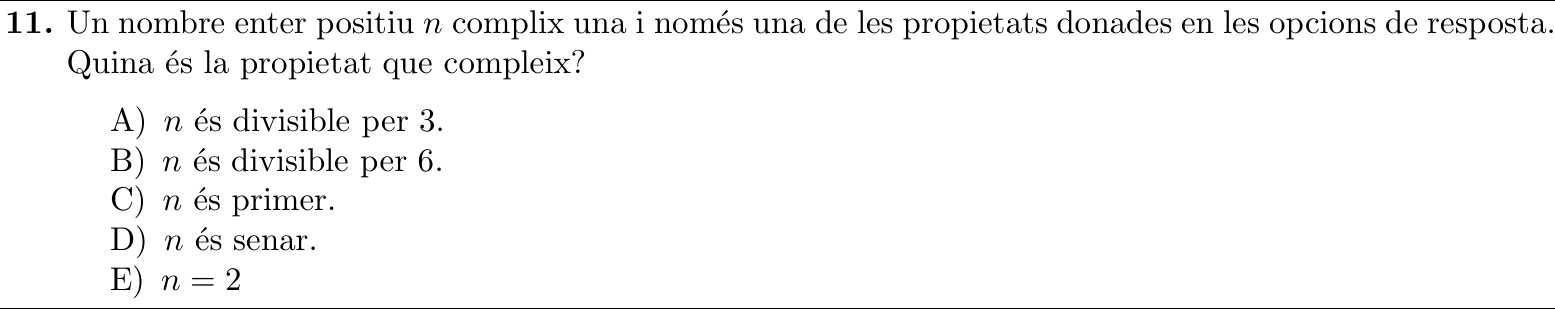 11. Un nombre enter positiu n complix una i només una de les propietats donades en les opcions de resposta.
Quina és la propietat que compleix?
A) n és divisible per 3.
B) n és divisible per 6.
C) n és primer.
D) n és senar.
E) n = 2